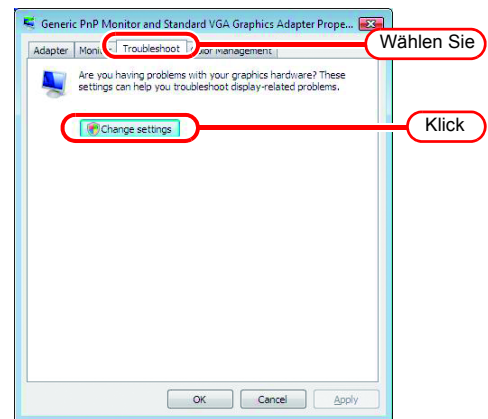 Generic PnP Monitor and Standard VGA Graphics Adapter Prope...
Adapter Troubleshoot Management
Wählen Sie
Are you having problems with your graphics hardware? These
settings can help you troubleshoot display-related problems.
Change settings
Klick
OK Cancel Apply